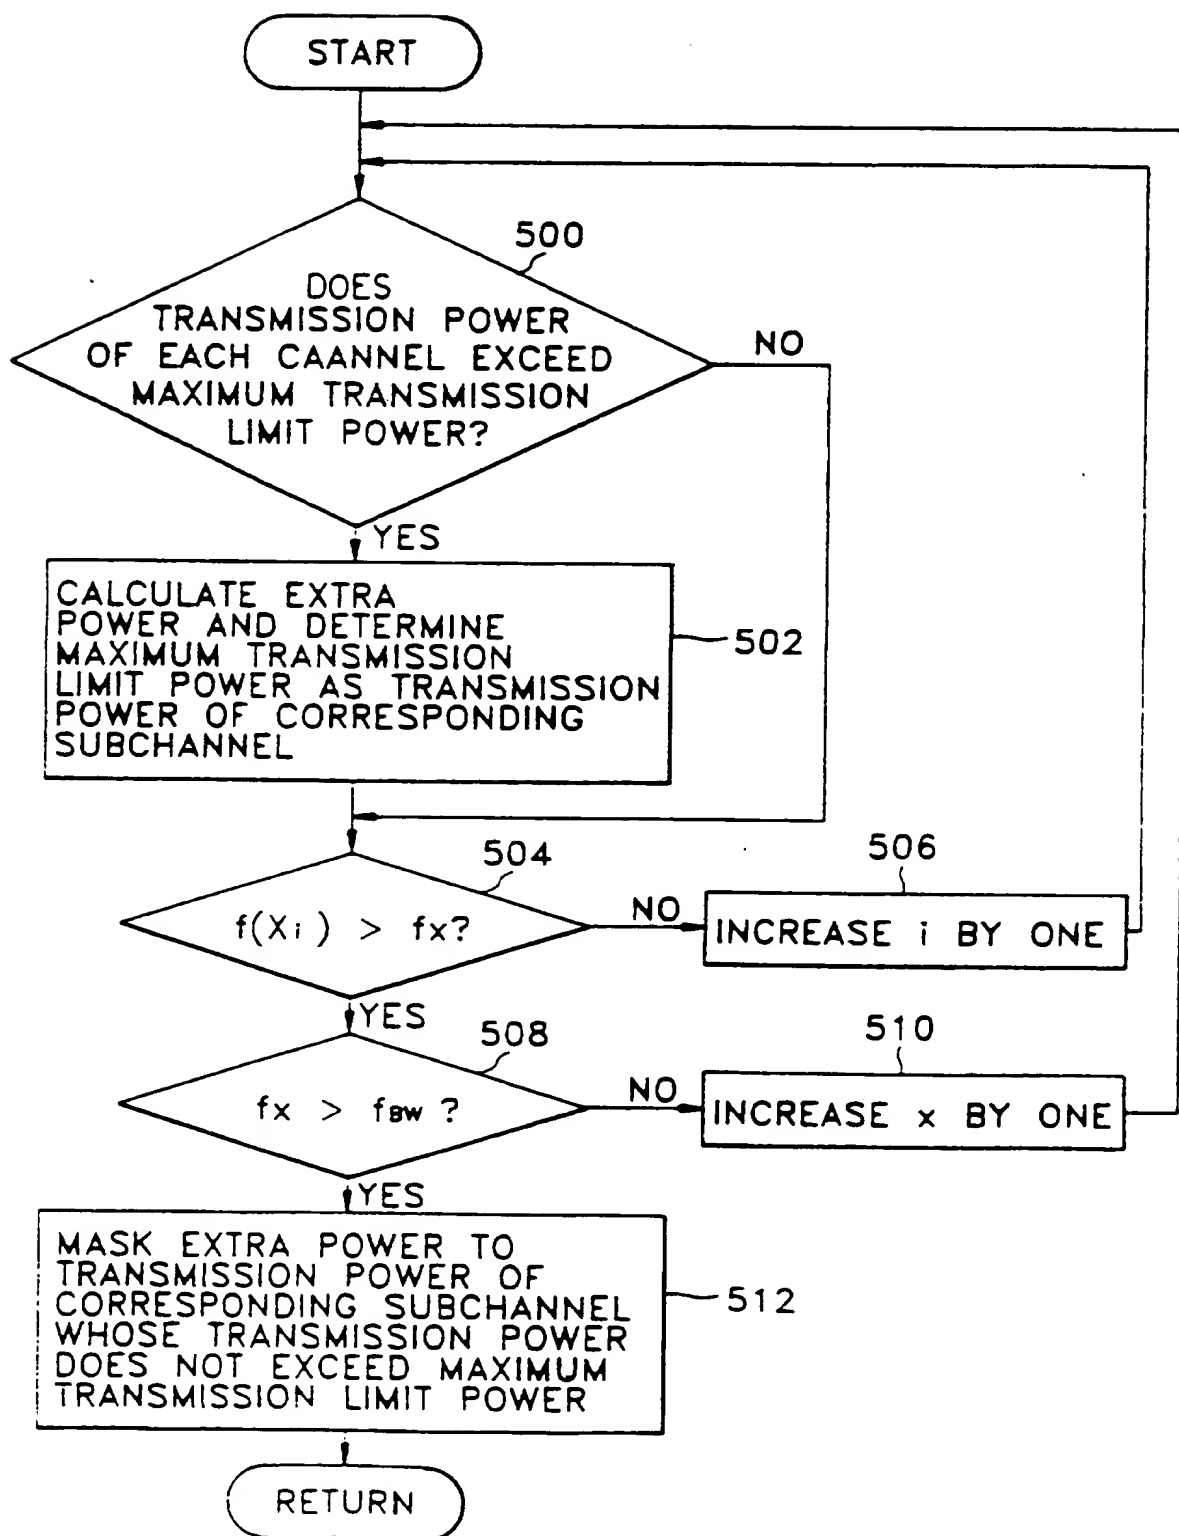 START
500
DOES
TRANSMISSION POWER
OF EACH CAANNEL EXCEED
MAXIMUM TRANSMISSION
LIMIT POWER?
NO
YES
CALCULATE EXTRA
POWER AND DETERMINE
MAXIMUM TRANSMISSION
LIMIT POWER AS TRANSMISSION
POWER OF CORRESPONDING
SUBCHANNEL
502
504
f(Xi) > fx?
NO
506
INCREASE i BY ONE
YES
508
fx > fBW ?
NO
510
INCREASE x BY ONE
YES
MASK EXTRA POWER TO
TRANSMISSION POWER OF
CORRESPONDING SUBCHANNEL
WHOSE TRANSMISSION POWER
DOES NOT EXCEED MAXIMUM
TRANSMISSION LIMIT POWER
512
RETURN